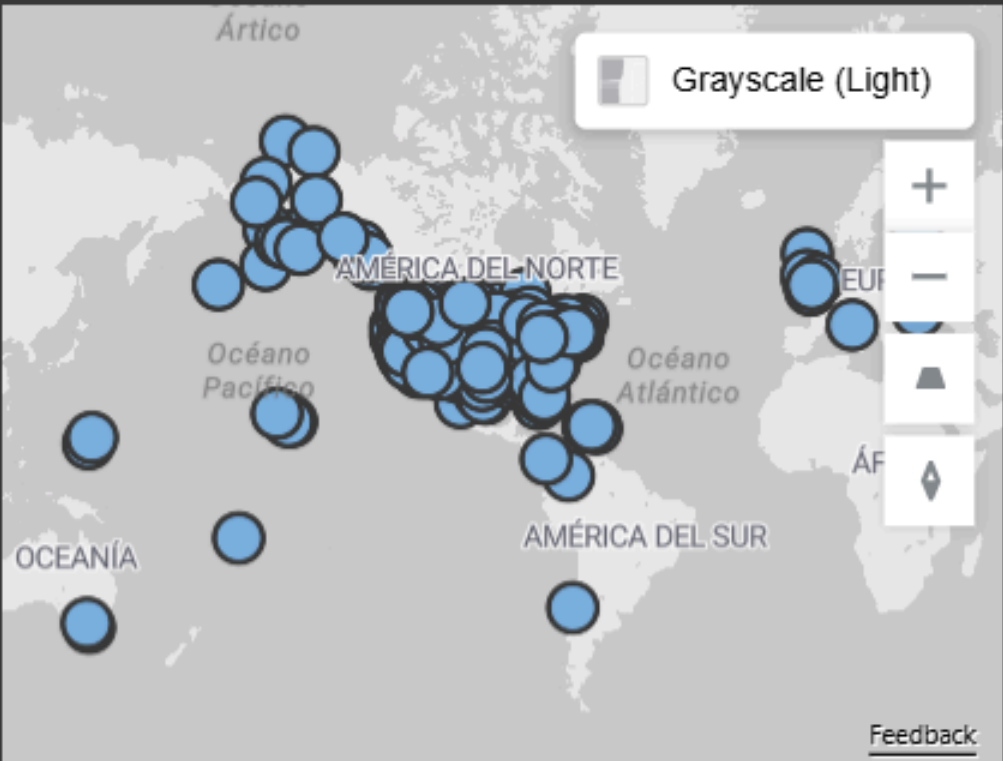 Ártico
Grayscale (Light)
AMÉRICA DEL NORTE
Océano
Pacífico
Océano
Atlántico
OCEANÍA
AMÉRICA DEL SUR
Feedback